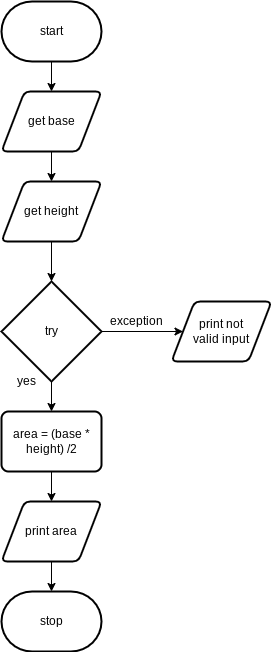 start
get base
get height
try
exception
print not
valid input
yes
area = (base *
height) /2
print area
stop